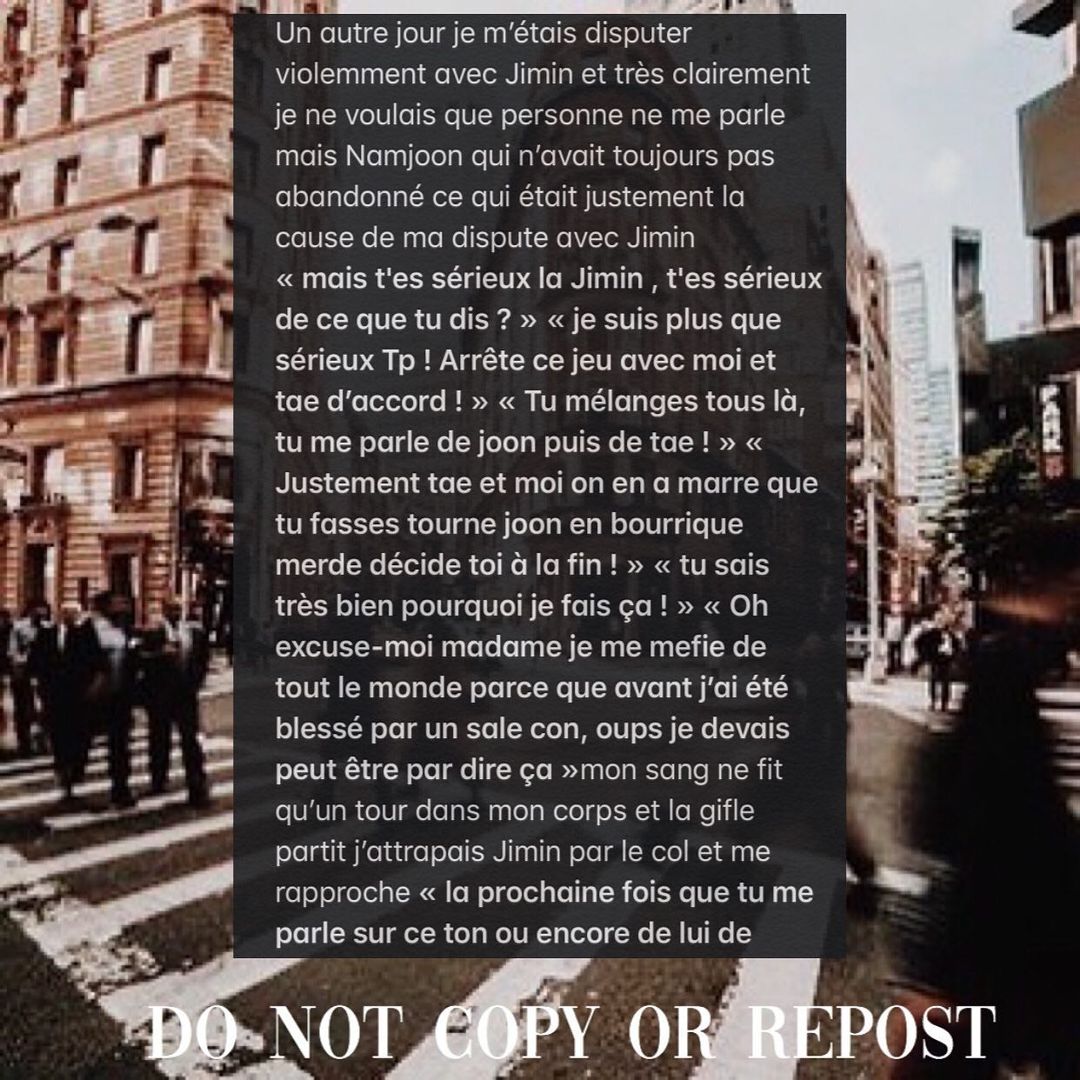 Un autre jour je m’étais disputer
violemment avec Jimin et très clairement
je ne voulais que personne ne me parle
mais Namjoon qui n’avait toujours pas
abandonné ce qui était justement la
cause de ma dispute avec Jimin
« mais t'es sérieux la Jimin , t'es sérieux
de ce que tu dis ? » « je suis plus que
sérieux Tp ! Arrête ce jeu avec moi et
tae d’accord ! » « Tu mélanges tous là,
tu me parle de joon puis de tae ! » «
Justement tae et moi on en a marre que
tu fasses tourne joon en bourrique
merde décide toi à la fin ! » « tu sais
très bien pourquoi je fais ça ! » « Oh
excuse-moi madame je me mefie de
tout le monde parce que avant j’ai été
blessé par un sale con, oups je devais
peut être par dire ça »mon sang ne fit
qu’un tour dans mon corps et la gifle
partit j’attrapais Jimin par le col et me
rapproche « la prochaine fois que tu me
parle sur ce ton ou encore de lui de
DO NOT COPY OR REPOST